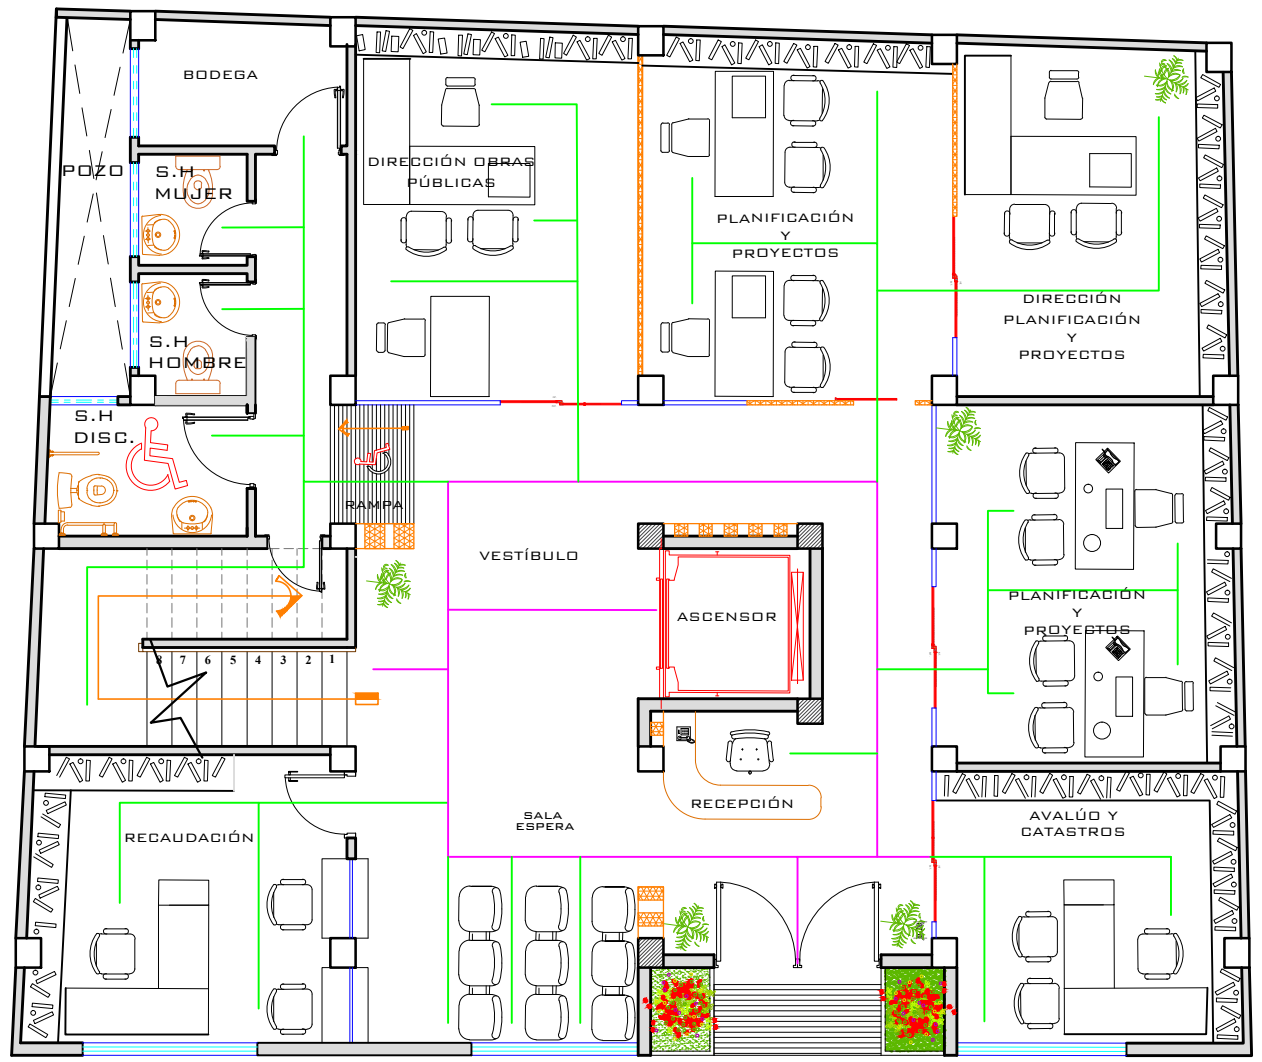 BODEGA
POZO
S.H
MUJER
S.H
HOMBRE
S.H
DISC.
DIRECCIÓN OBRAS
PÚBLICAS
PLANIFICACIÓN
Y
PROYECTOS
DIRECCIÓN
PLANIFICACIÓN
Y
PROYECTOS
RAMPA
VESTÍBULO
ASCENSOR
PLANIFICACIÓN
Y
PROYECTOS
8 7 6 5 4 3 2 1
RECEPCIÓN
SALA
ESPERA
RECAUDACIÓN
AVALÚO Y
CATASTROS